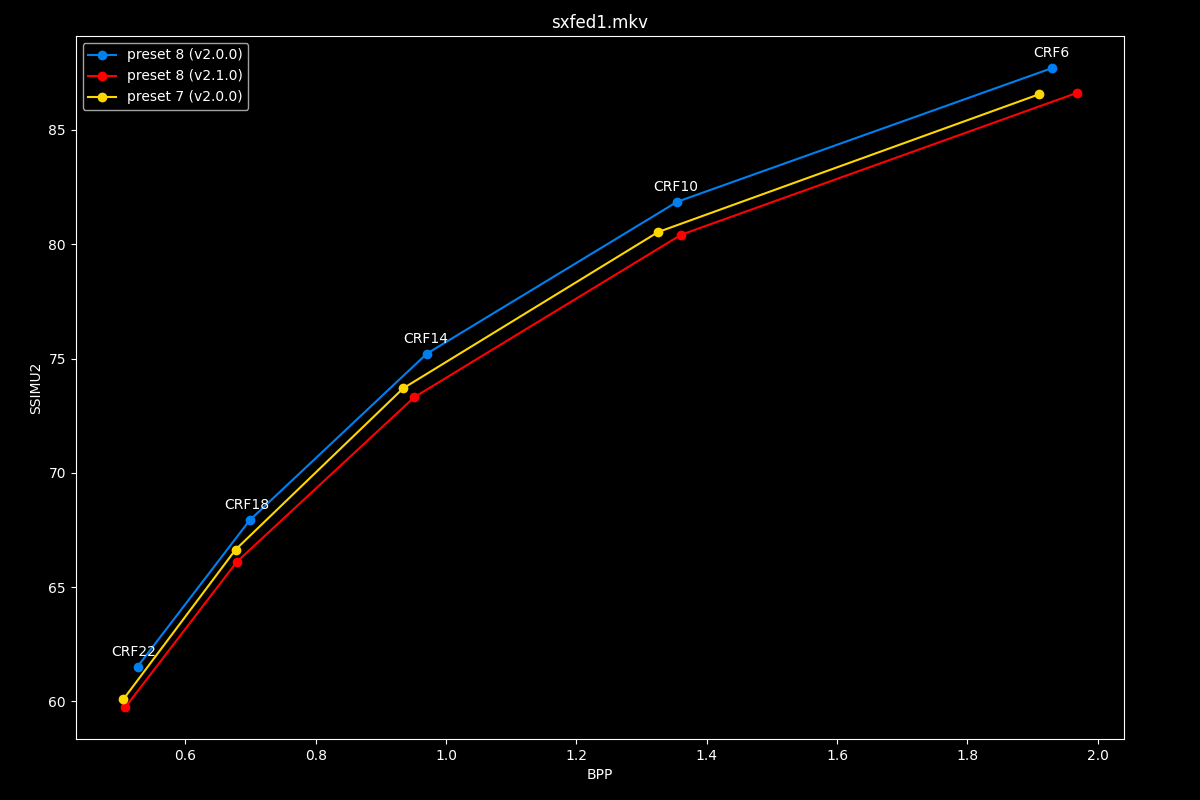 sxfed1.mkv
preset 8 (v2.0.0)
preset 8 (v2.1.0)
preset 7 (v2.0.0)
CRF6
CRF10
CRF14
CRF18
CRF22
85
80
75
70
65
60
SSIMU2
0.6 0.8 1.0 1.2 1.4 1.6 1.8 2.0
BPP